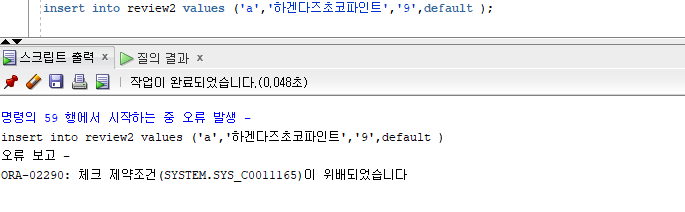 insert into review2 values ('a','하겐다즈초코파인트','9',default );
스크립트 출력 x 질의 결과 x
작업이 완료되었습니다.(0,048초)
명령의 59 행에서 시작하는 중 오류 발생 -
insert into review2 values ('a','하겐다즈초코파인트','9',default )
오류 보고 -
ORA-02290: 체크 제약조건(SYSTEM.SYS_C0011165)이 위배되었습니다